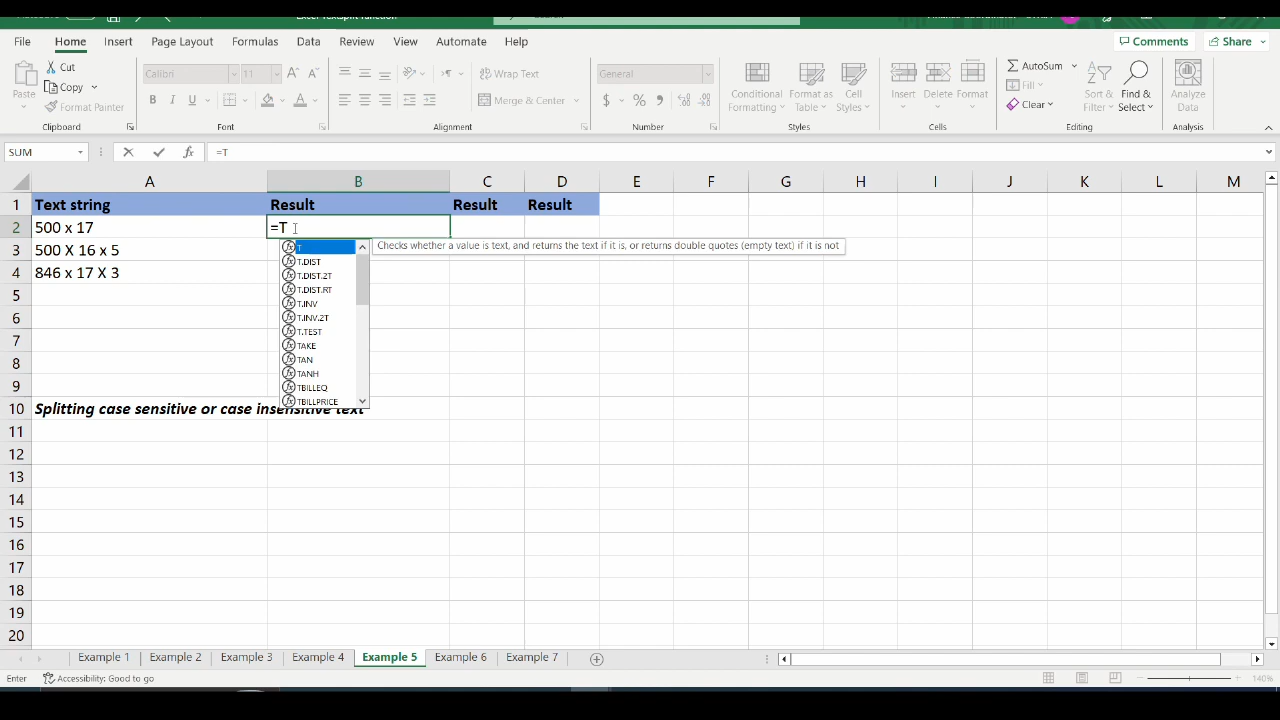 Excel Textsplit function
File Home Insert Page Layout Formulas Data Review View Automate Help Comments Share
Cut
Copy
Format Painter
Paste
Calibri 11
Wrap Text
Merge & Center
General
Conditional Formatting
Format as Table
Cell Styles
Insert Delete Format
AutoSum
Fill
Clear
Sort & Filter
Find & Select
Analyze Data
Clipboard Font Alignment Number Styles Cells Editing Analysis
SUM =T
A B C D E F G H I J K L M
1 Text string Result Result Result
2 500 x 17 =T
3 500 X 16 x 5
4 846 x 17 X 3
5
6
7
8
9
10 Splitting case sensitive or case insensitive text
11
12
13
14
15
16
17
18
19
20
T
T.DIST
T.DIST.2T
T.DIST.RT
T.INV
T.INV.2T
T.TEST
TAKE
TAN
TANH
TBILLEQ
TBILLPRICE
Checks whether a value is text, and returns the text if it is, or returns double quotes (empty text) if it is not
Example 1 Example 2 Example 3 Example 4 Example 5 Example 6 Example 7
Enter Accessibility: Good to go 140%